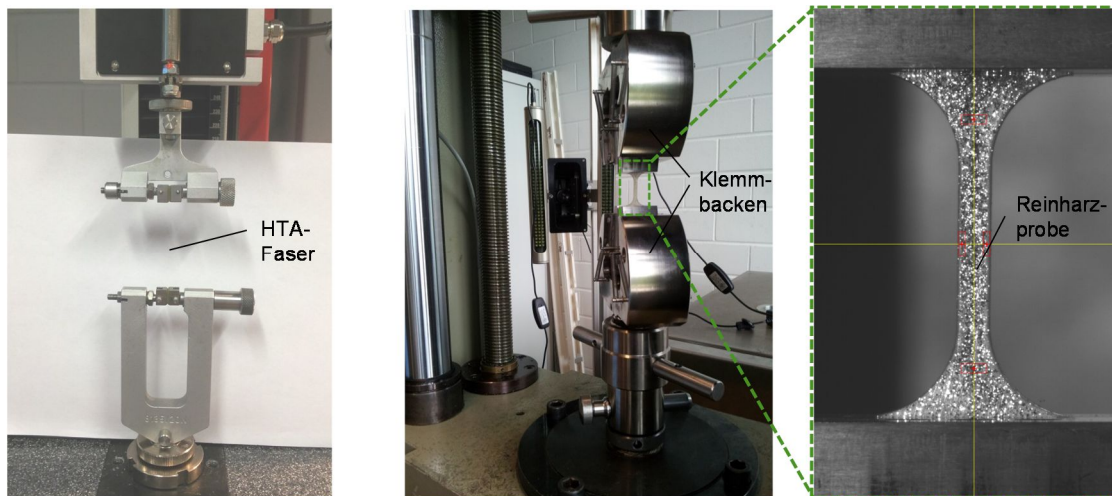 HTA-
Faser
Klemm-
backen
Reinharz-
probe